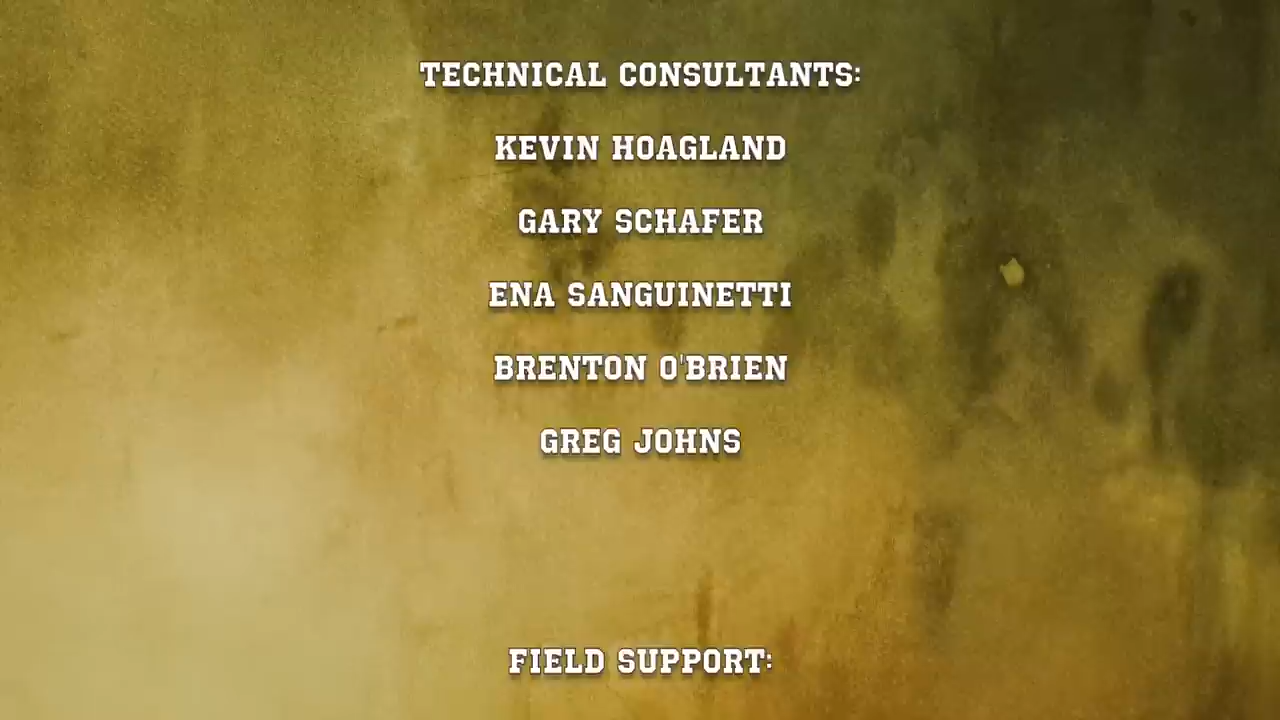 TECHNICAL CONSULTANTS:
KEVIN HOAGLAND
GARY SCHAFER
ENA SANGUINETTI
BRENTON O'BRIEN
GREG JOHNS
FIELD SUPPORT: